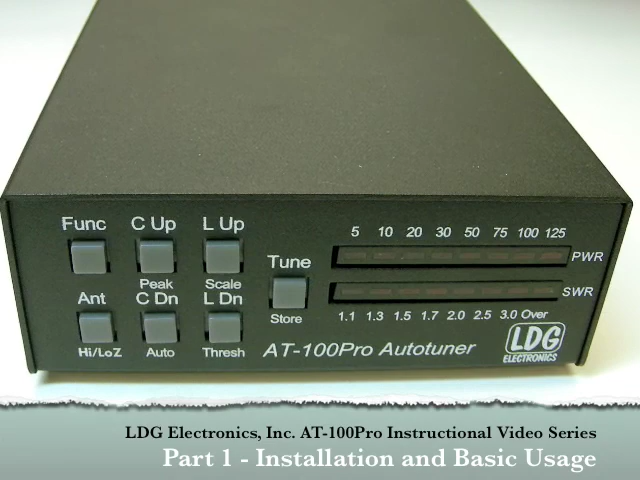 Func C Up L Up
Peak Scale
Tune
Ant C Dn L Dn
Store
Hi/LoZ Auto Thresh
5 10 20 30 50 75 100 125
PWR
SWR
1.1 1.3 1.5 1.7 2.0 2.5 3.0 Over
AT-100Pro Autotuner
LDG
ELECTRONICS
LDG Electronics, Inc. AT-100Pro Instructional Video Series
Part 1 - Installation and Basic Usage